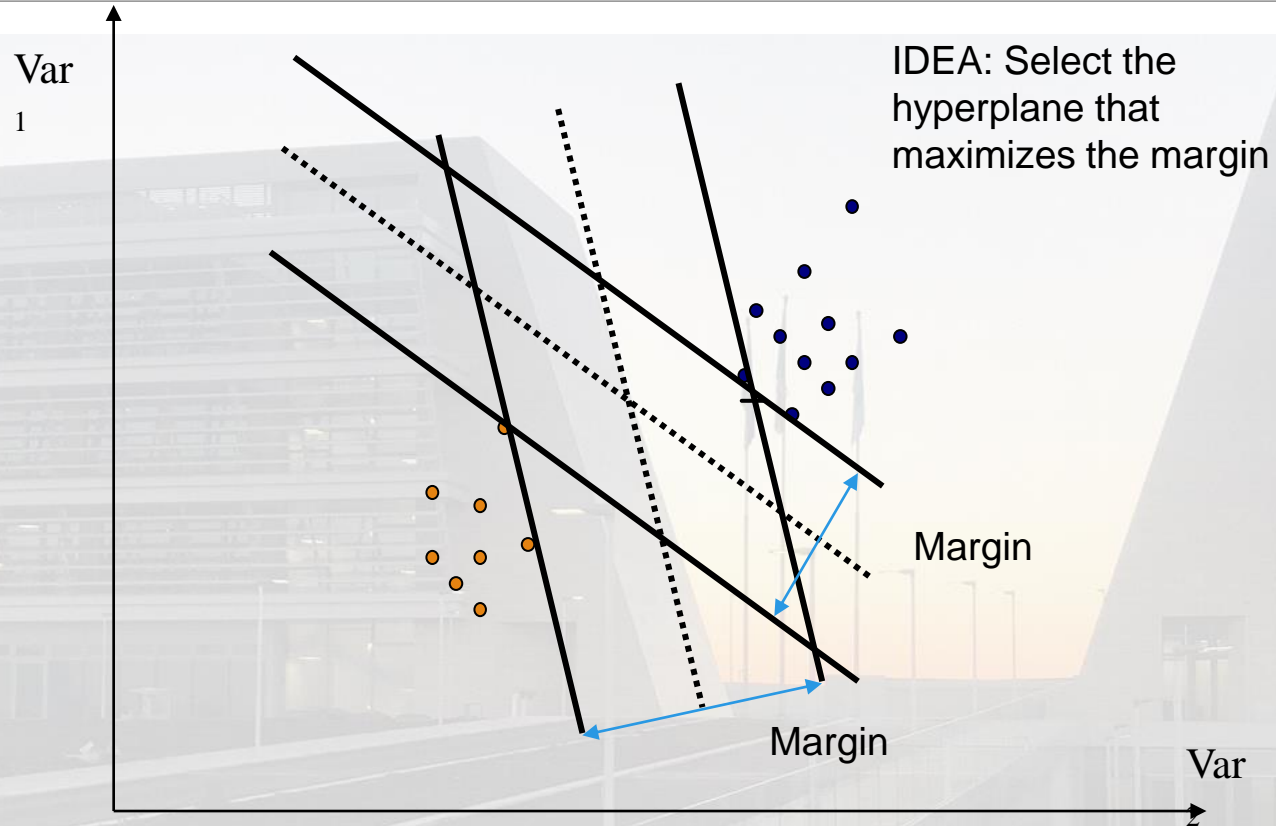 Var
1
IDEA: Select the
hyperplane that
maximizes the margin
Margin
Margin
Var
2